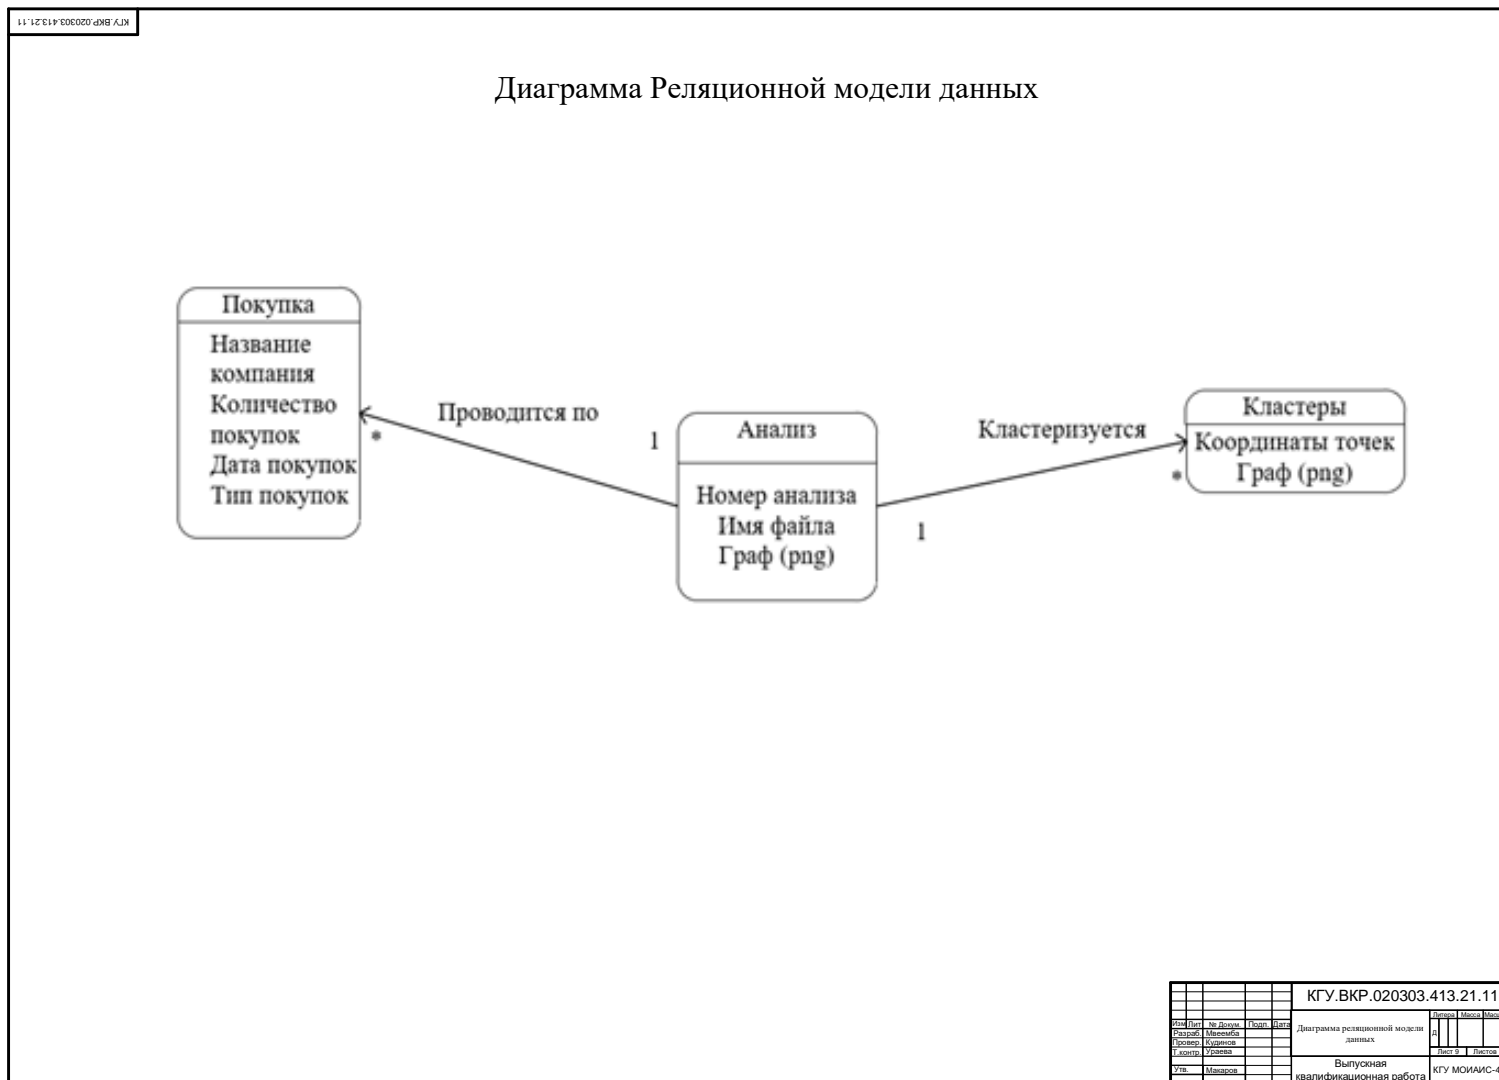 КГУ.ВКР.020303.413.21.11
Диаграмма Реляционной модели данных
Покупка
Название
компания
Количество
покупок
Дата покупок
Тип покупок
*
Проводится по
1
Анализ
Номер анализа
Имя файла
Граф (png)
1
Кластеризуется
*
Кластеры
Координаты точек
Граф (png)
КГУ.ВКР.020303.413.21.11
Изм Лит № Докум. Подп. Дата
Разраб. Мвеемба
Провер. Кудинов
Т.контр. Ураева
Утв. Макаров
Диаграмма реляционной модели
данных
Литера Масса
Д
Лист 9 Листов
Выпускная
квалификационная работа
КГУ МОИАИС-4